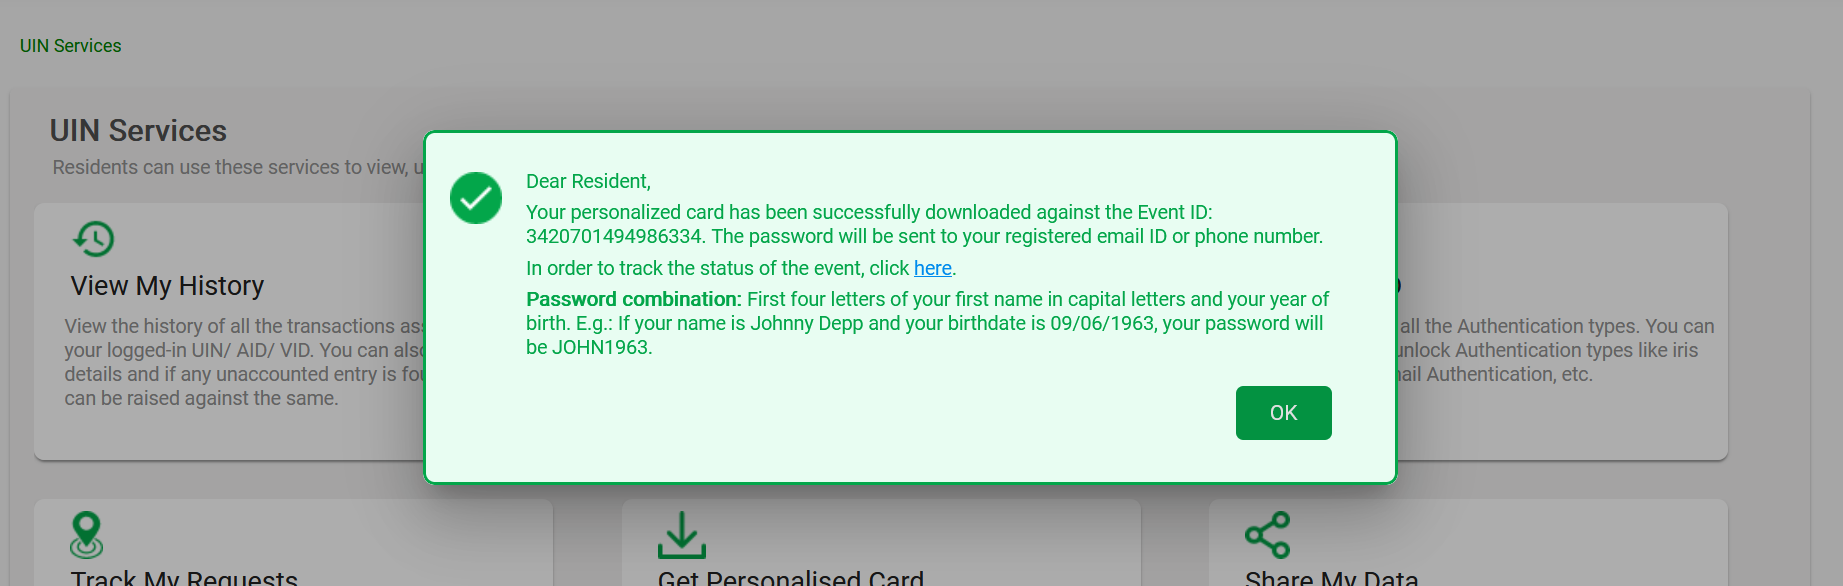 UIN Services
UIN Services
Residents can use these services to view, u
View My History
View the history of all the transactions ass
your logged-in UIN/ AID/ VID. You can also
details and if any unaccounted entry is fou
can be raised against the same.
Dear Resident,
Your personalized card has been successfully downloaded against the Event ID:
3420701494986334. The password will be sent to your registered email ID or phone number.
In order to track the status of the event, click here.
Password combination: First four letters of your first name in capital letters and your year of
birth. E.g.: If your name is Johnny Depp and your birthdate is 09/06/1963, your password will
be JOHN1963.
OK
all the Authentication types. You can
unlock Authentication types like iris
ail Authentication, etc.
Track My Requests
Get Personalised Card
Share My Data